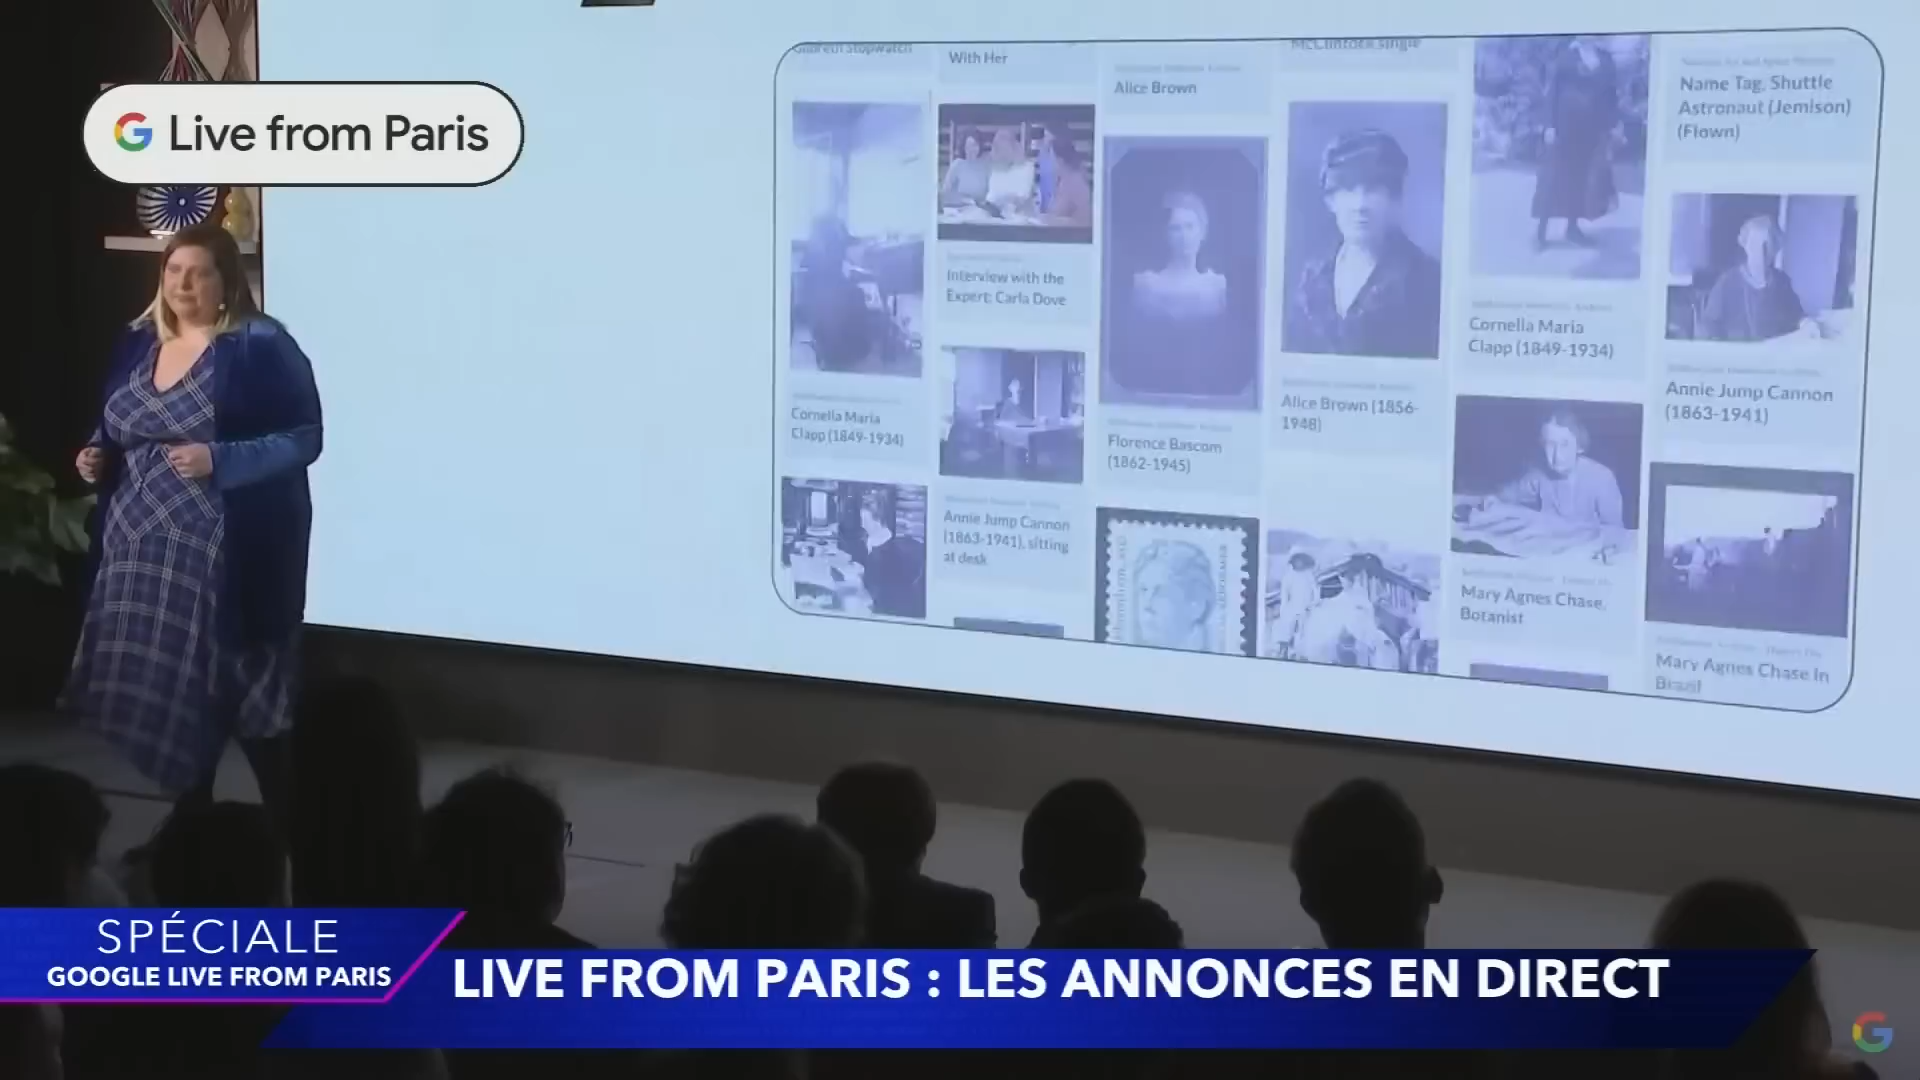 Live from Paris
With Her
Alice Brown
Name Tag, Shuttle
Astronaut (Jemison)
(Flown)
Interview with the
Expert: Carla Dove
Cornelia Maria
Clapp (1849-1934)
Annie Jump Cannon
(1863-1941)
Cornelia Maria
Clapp (1849-1934)
Florence Bascom
(1862-1945)
Alice Brown (1856-
1948)
Annie Jump Cannon
(1863-1941), sitting
at desk
Mary Agnes Chase,
Botanist
Mary Agnes Chase in
Brazil
SPÉCIALE
GOOGLE LIVE FROM PARIS
LIVE FROM PARIS : LES ANNONCES EN DIRECT